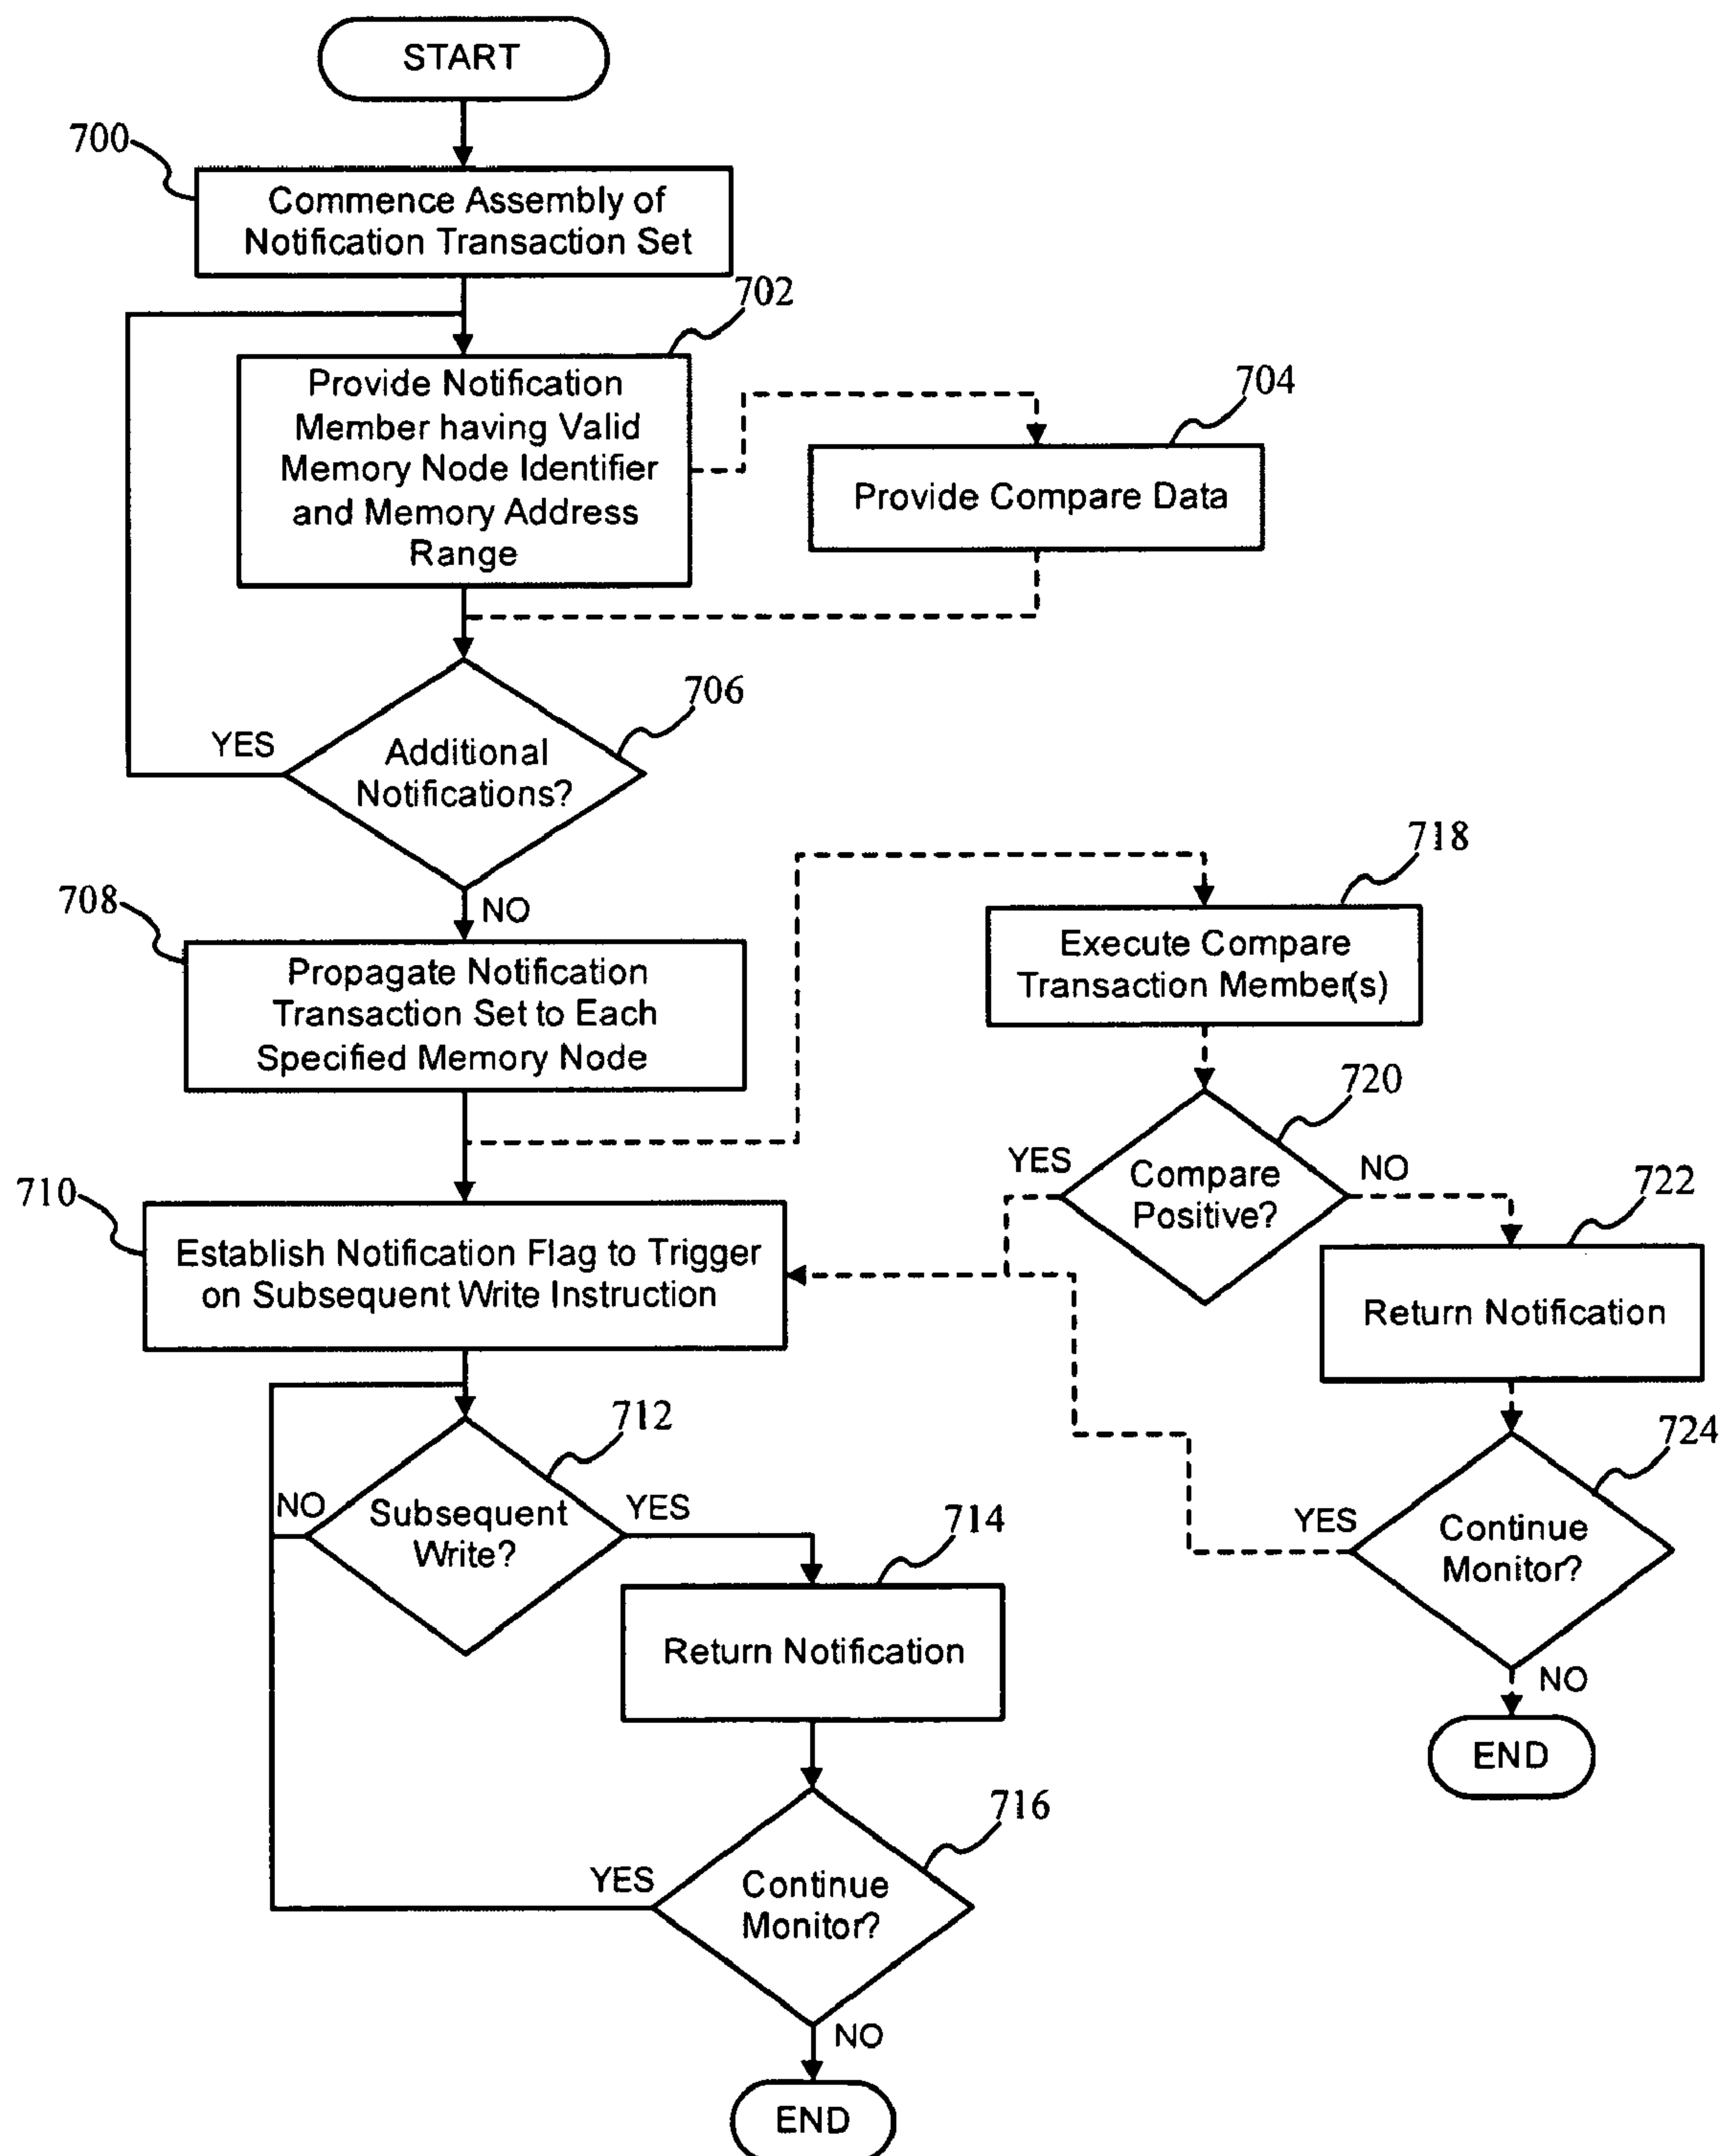 START
700
Commence Assembly of
Notification Transaction Set
702
Provide Notification
Member having Valid
Memory Node Identifier
and Memory Address
Range
704
Provide Compare Data
706
Additional
Notifications?
YES
NO
708
Propagate Notification
Transaction Set to Each
Specified Memory Node
718
Execute Compare
Transaction Member(s)
720
Compare
Positive?
YES
NO
710
Establish Notification Flag to Trigger
on Subsequent Write Instruction
722
Return Notification
712
Subsequent
Write?
NO
YES
724
Continue
Monitor?
YES
NO
END
714
Return Notification
716
Continue
Monitor?
YES
NO
END